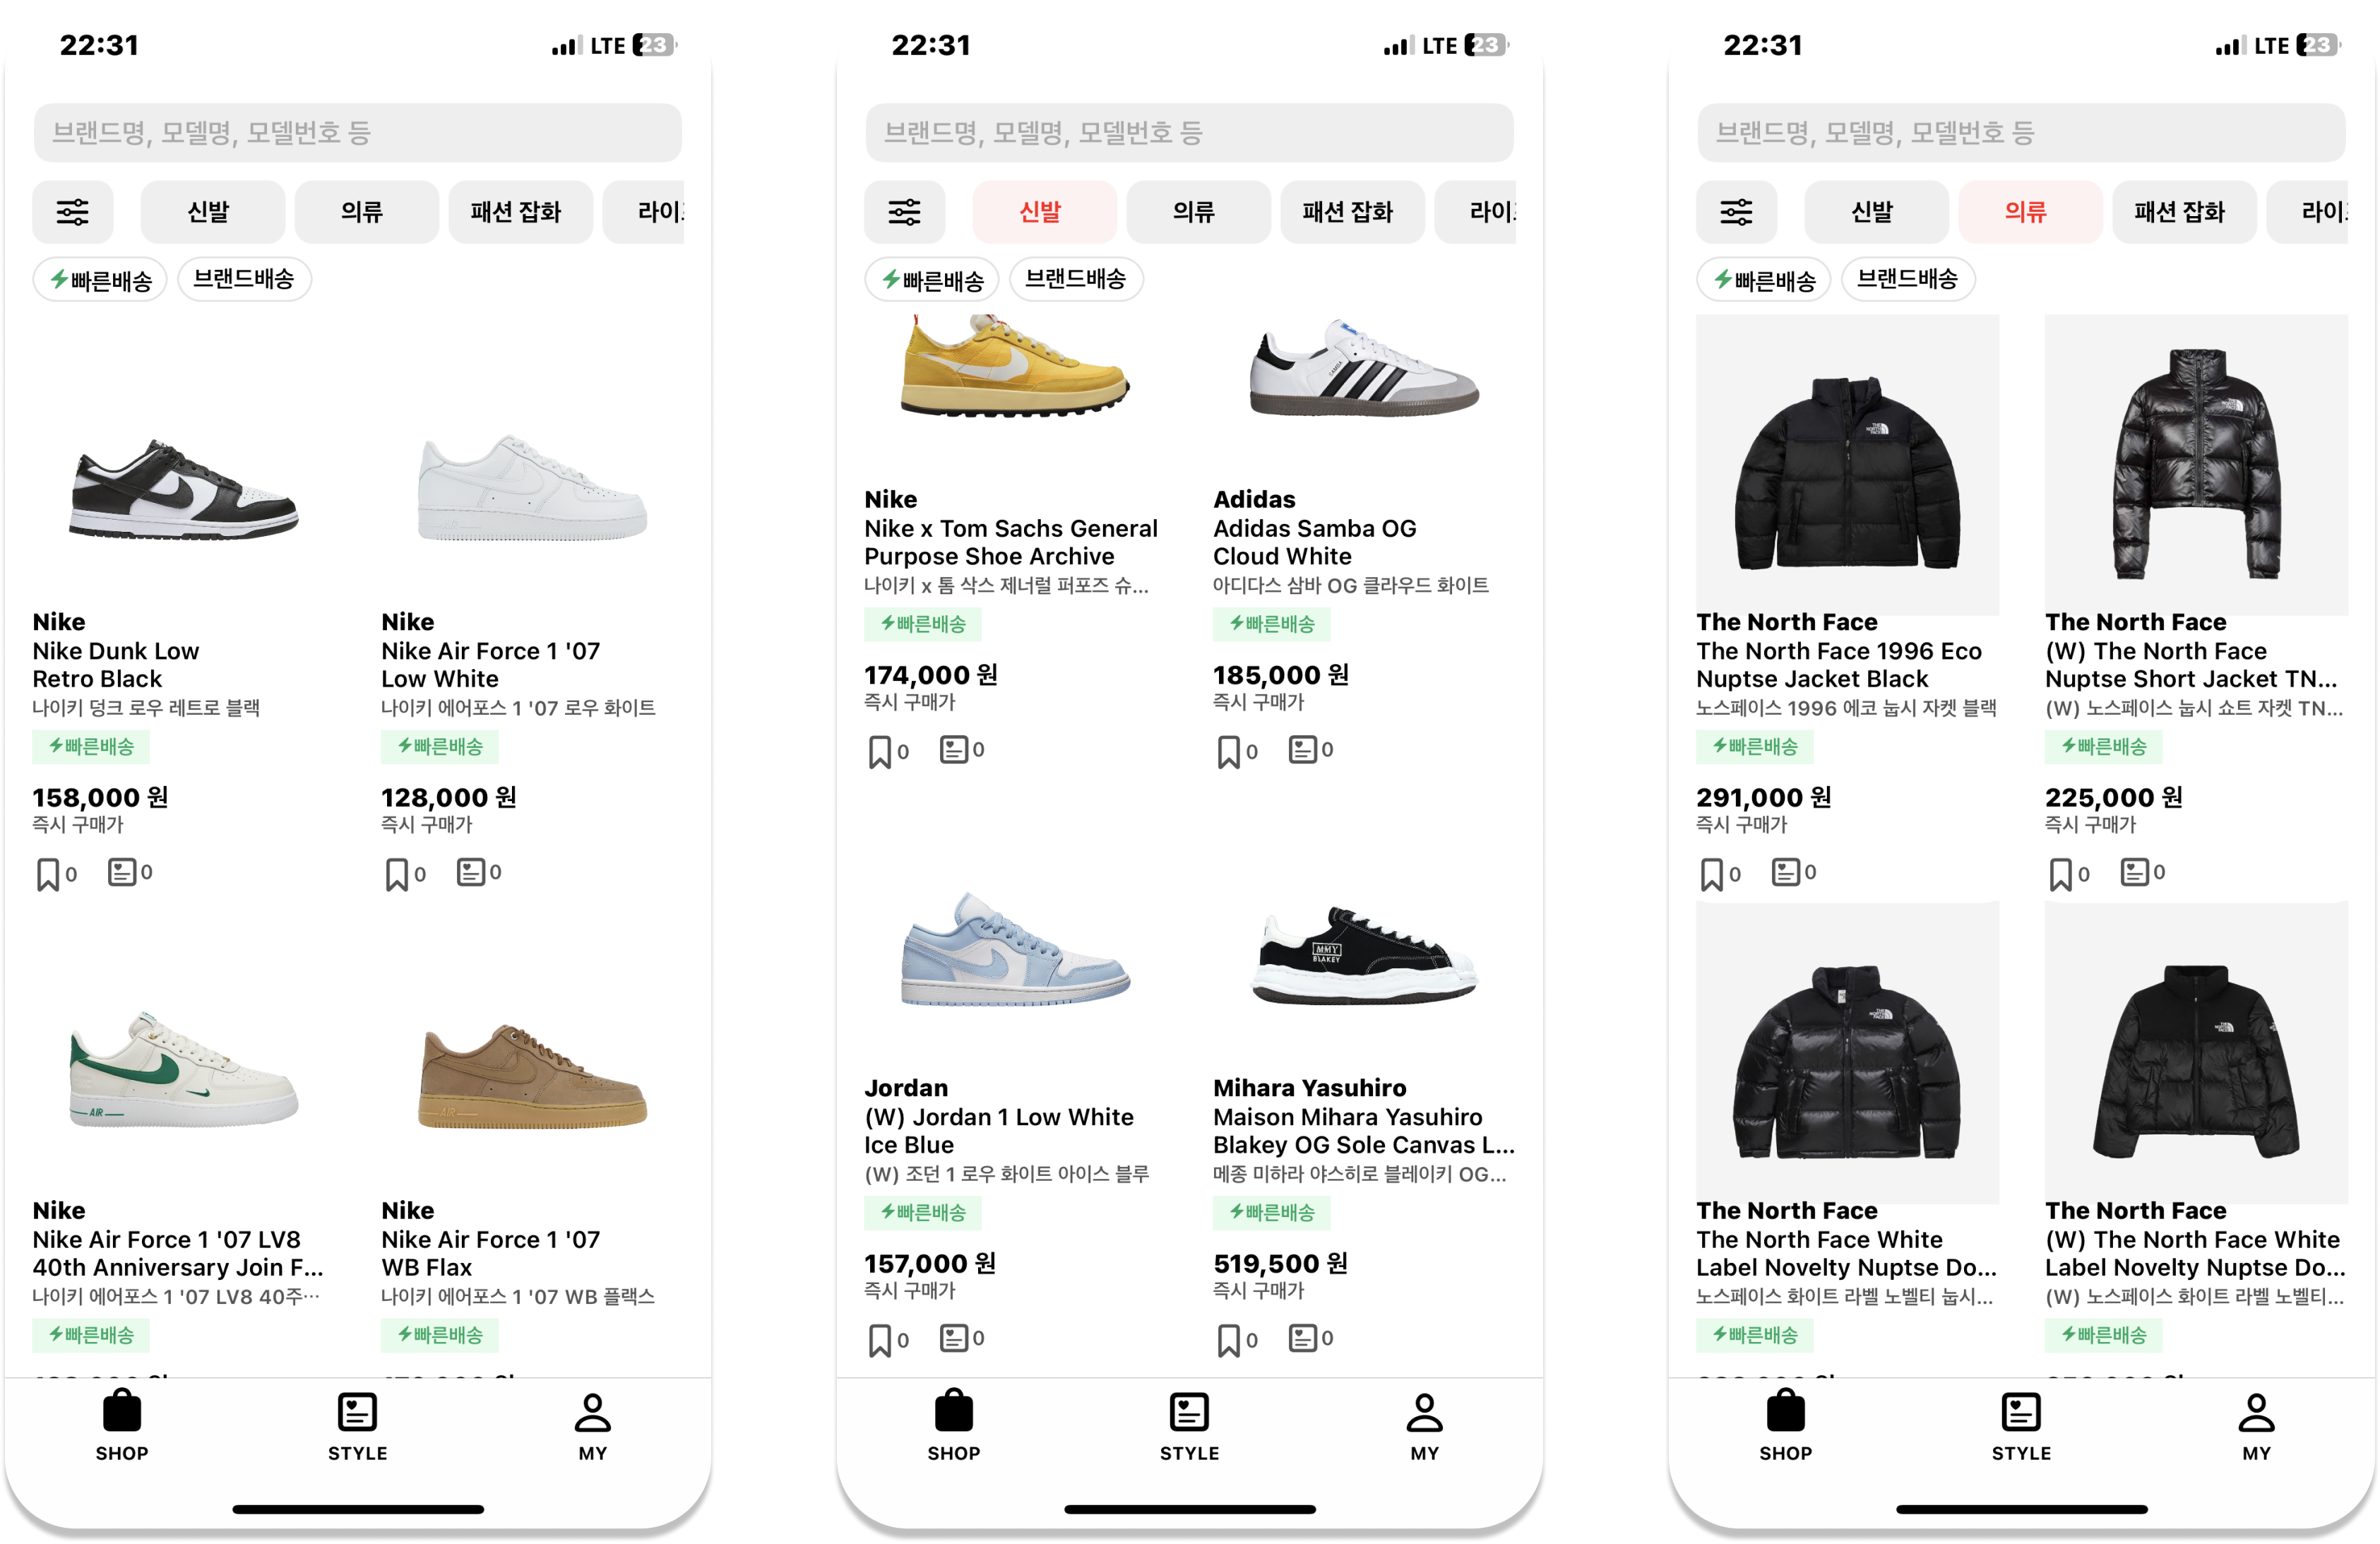 22:31
LTE 23
브랜드명, 모델명, 모델번호 등
신발 의류 패션 잡화
빠른배송 브랜드배송
Nike
Nike Dunk Low
Retro Black
나이키 덩크 로우 레트로 블랙
빠른배송
158,000 원
즉시 구매가
0 0
Nike
Nike Air Force 1 '07
Low White
나이키 에어포스 1 '07 로우 화이트
빠른배송
128,000 원
즉시 구매가
0 0
AIR
Nike
Nike Air Force 1 '07 LV8
40th Anniversary Join F...
나이키 에어포스 1 '07 LV8 40주...
빠른배송
AIR
Nike
Nike Air Force 1 '07
WB Flax
나이키 에어포스 1 '07 WB 플랙스
빠른배송
SHOP STYLE MY
22:31
LTE 23
브랜드명, 모델명, 모델번호 등
신발 의류 패션 잡화
빠른배송 브랜드배송
Nike
Nike x Tom Sachs General
Purpose Shoe Archive
나이키 x 톰 삭스 제너럴 퍼포즈 슈...
빠른배송
174,000 원
즉시 구매가
0 0
Adidas
Adidas Samba OG
Cloud White
아디다스 삼바 OG 클라우드 화이트
빠른배송
185,000 원
즉시 구매가
0 0
Jordan
(W) Jordan 1 Low White
Ice Blue
(W) 조던 1 로우 화이트 아이스 블루
빠른배송
157,000 원
즉시 구매가
0 0
MMY
BLAKEY
Mihara Yasuhiro
Maison Mihara Yasuhiro
Blakey OG Sole Canvas L...
메종 미하라 야스히로 블레이키 OG...
빠른배송
519,500 원
즉시 구매가
0 0
SHOP STYLE MY
22:31
LTE 23
브랜드명, 모델명, 모델번호 등
신발 의류 패션 잡화
빠른배송 브랜드배송
THE
NORTH
FACE
The North Face
The North Face 1996 Eco
Nuptse Jacket Black
노스페이스 1996 에코 눕시 자켓 블랙
빠른배송
291,000 원
즉시 구매가
0 0
THE
NORTH
FACE
The North Face
(W) The North Face
Nuptse Short Jacket TN...
(W) 노스페이스 눕시 쇼트 자켓 TN...
빠른배송
225,000 원
즉시 구매가
0 0
THE
NORTH
FACE
The North Face
The North Face White
Label Novelty Nuptse Do...
노스페이스 화이트 라벨 노벨티 눕시...
빠른배송
THE
NORTH
FACE
The North Face
(W) The North Face White
Label Novelty Nuptse Do...
(W) 노스페이스 화이트 라벨 노벨티...
빠른배송
SHOP STYLE MY